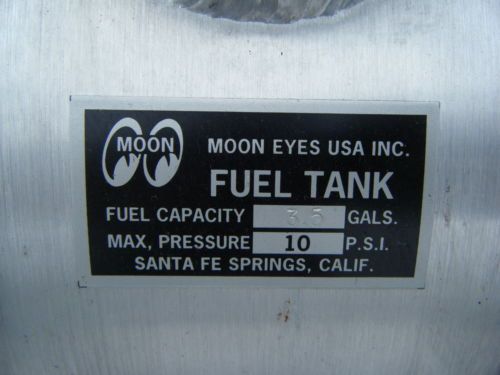 MOON
MOON EYES USA INC.
FUEL TANK
FUEL CAPACITY 3.5 GALS.
MAX, PRESSURE 10 P.S.I.
SANTA FE SPRINGS, CALIF.